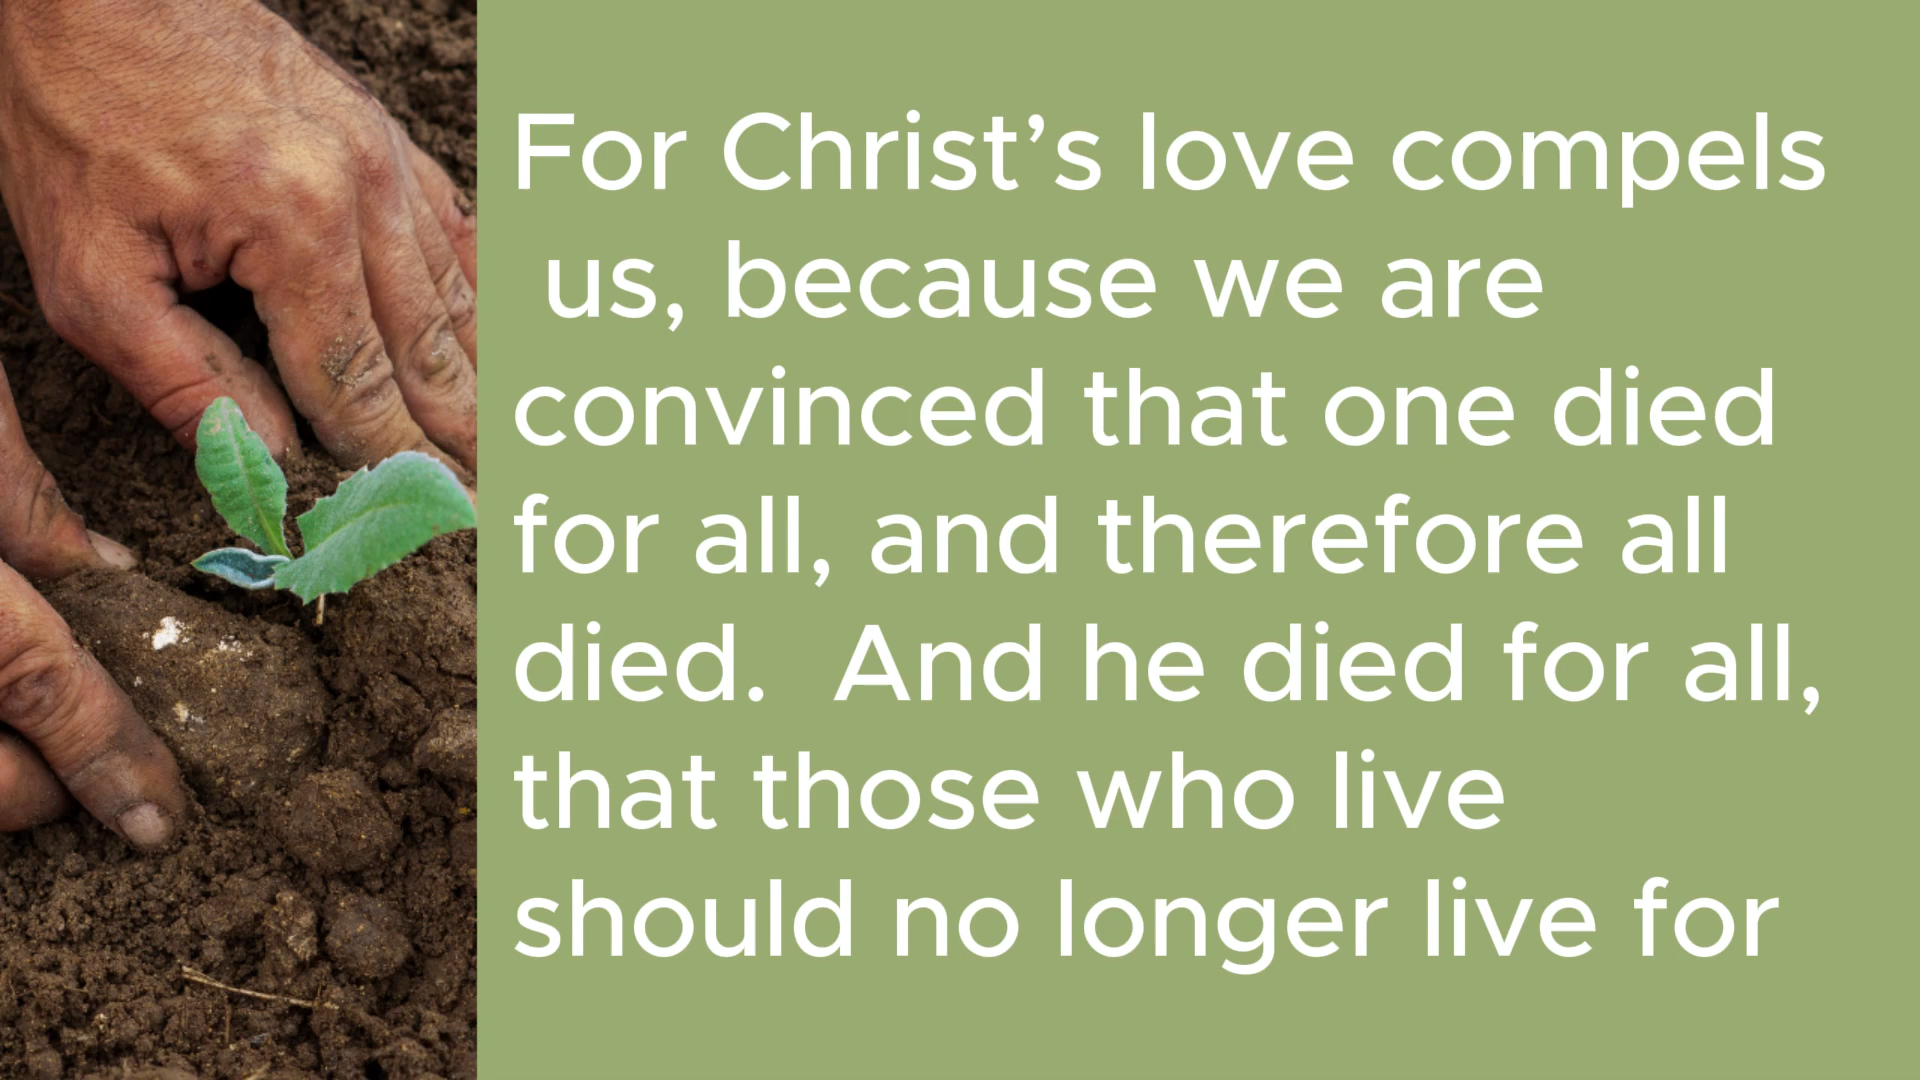 For Christ’s love compels
us, because we are
convinced that one died
for all, and therefore all
died.  And he died for all,
that those who live
should no longer live for